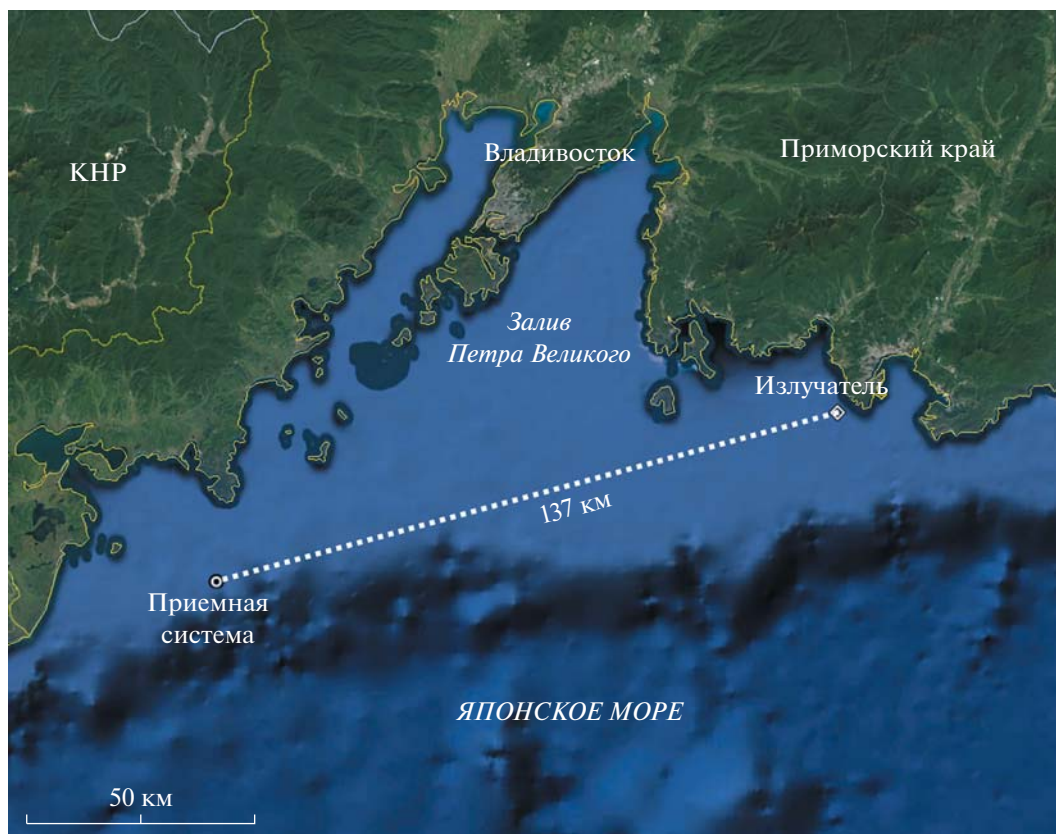 Владивосток
Приморский край
КНР
Залив
Петра Великого
Излучатель
137 км
Приемная
система
ЯПОНСКОЕ МОРЕ
50 км